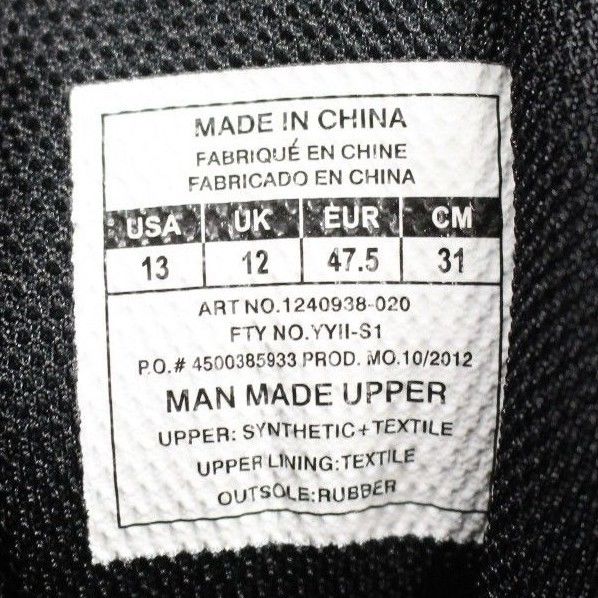 MADE IN CHINA
FABRIQUÉ EN CHINE
FABRICADO EN CHINA
USA UK EUR CM
13 12 47.5 31
ART NO.1240938-020
FTY NO.YYII-S1
P.O.# 4500385933 PROD. MO.10/2012
MAN MADE UPPER
UPPER: SYNTHETIC+TEXTILE
UPPER LINING:TEXTILE
OUTSOLE:RUBBER